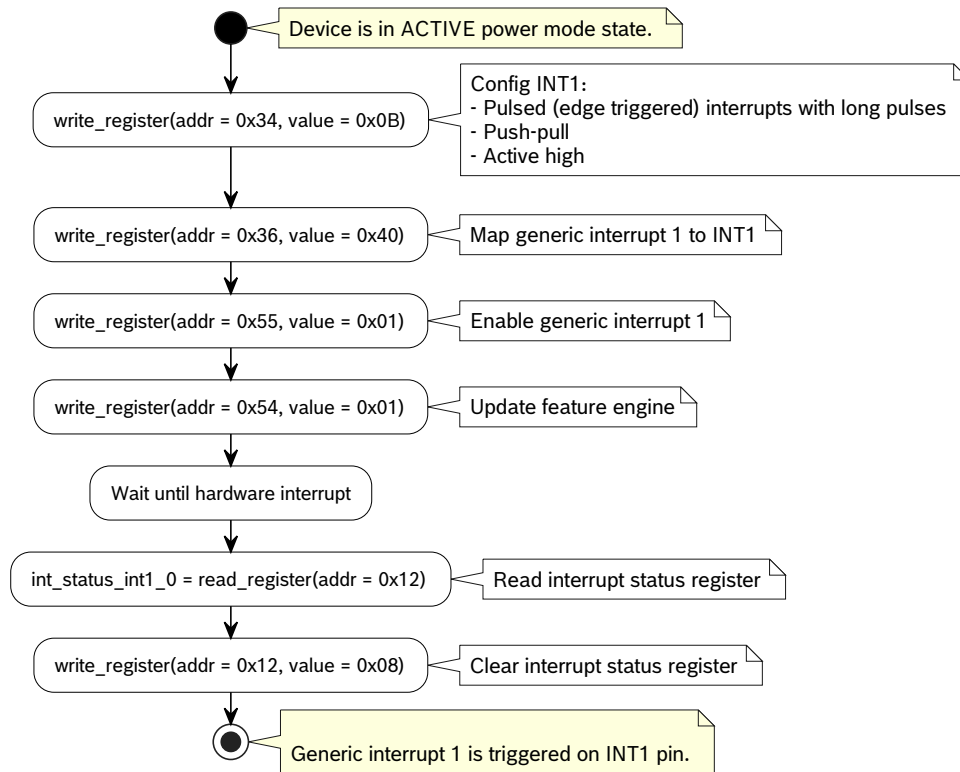 Device is in ACTIVE power mode state.
write_register(addr = 0x34, value = 0x0B)
Config INT1:
- Pulsed (edge triggered) interrupts with long pulses
- Push-pull
- Active high
write_register(addr = 0x36, value = 0x40)
Map generic interrupt 1 to INT1
write_register(addr = 0x55, value = 0x01)
Enable generic interrupt 1
write_register(addr = 0x54, value = 0x01)
Update feature engine
Wait until hardware interrupt
int_status_int1_0 = read_register(addr = 0x12)
Read interrupt status register
write_register(addr = 0x12, value = 0x08)
Clear interrupt status register
Generic interrupt 1 is triggered on INT1 pin.